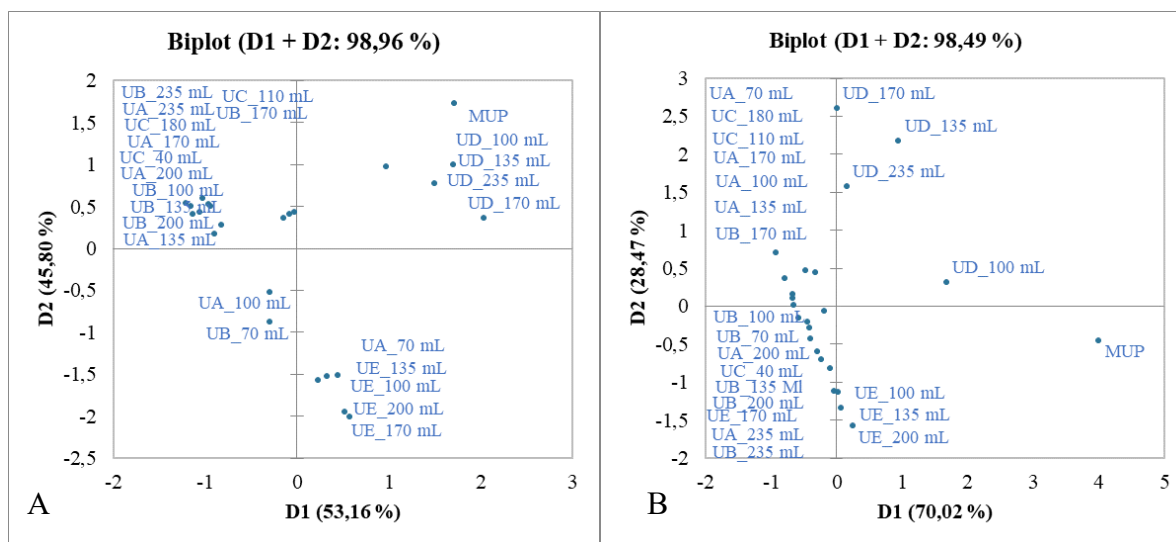 Biplot (D1 + D2: 98,96 %)
2
1,5
1
0,5
0
-0,5
-1
-1,5
-2
-2,5
D2 (45,80 %)
UB_235 mL
UC_110 mL
UA_235 mL
UB_170 mL
UC_180 mL
UA_170 mL
UC_40 mL
UA_200 mL
UB_100 mL
UB_135 mL
UB_200 mL
UA_135 mL
MUP
UD_100 mL
UD_135 mL
UD_235 mL
UD_170 mL
UA_100 mL
UB_70 mL
UA_70 mL
UE_135 mL
UE_100 mL
UE_200 mL
UE_170 mL
-2 -1 0 1 2 3
D1 (53,16 %)
A
Biplot (D1 + D2: 98,49 %)
3
2,5
2
1,5
1
0,5
0
-0,5
-1
-1,5
-2
D2 (28,47 %)
UA_70 mL
UC_180 mL
UC_110 mL
UA_170 mL
UA_100 mL
UA_135 mL
UB_170 mL
UD_170 mL
UD_135 mL
UD_235 mL
UD_100 mL
MUP
UB_100 mL
UB_70 mL
UA_200 mL
UC_40 mL
UB_135 Ml
UB_200 mL
UE_170 mL
UA_235 mL
UB_235 mL
UE_100 mL
UE_135 mL
UE_200 mL
-2 -1 0 1 2 3 4 5
D1 (70,02 %)
B